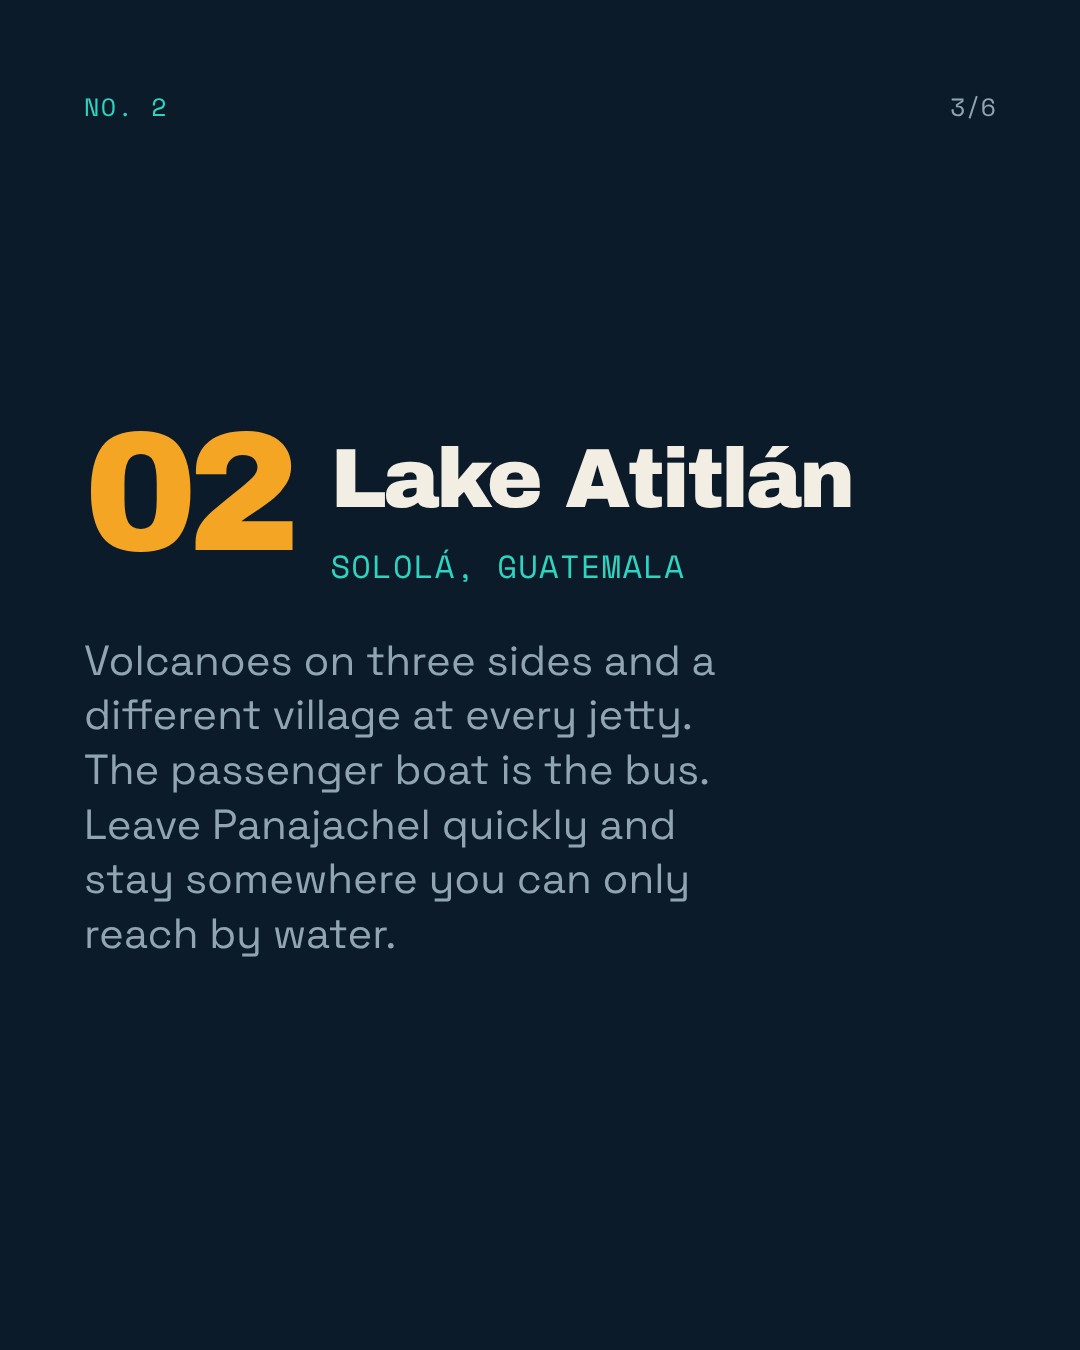 NO. 2
3/6
02
Lake Atitlán
SOLOLÁ, GUATEMALA
Volcanoes on three sides and a
different village at every jetty.
The passenger boat is the bus.
Leave Panajachel quickly and
stay somewhere you can only
reach by water.